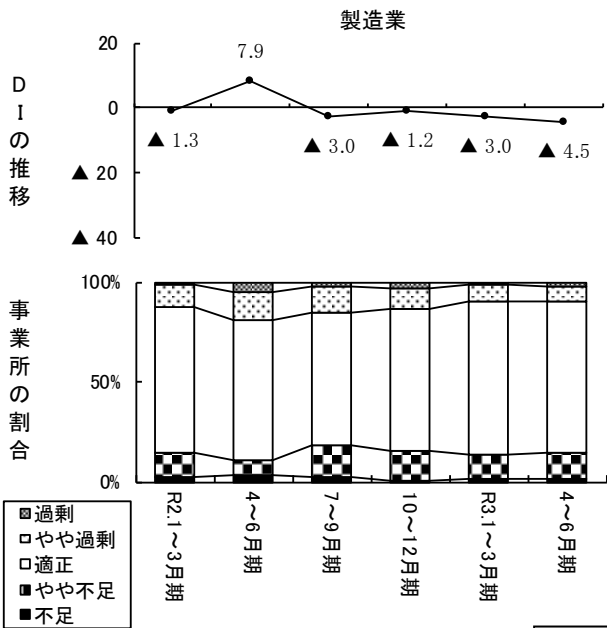 製造業
DIの推移
20
0
▲ 20
▲ 40
▲ 1.3
7.9
▲ 3.0
▲ 1.2
▲ 3.0
▲ 4.5
事業所の割合
100%
50%
0%
R2.1～3月期
4～6月期
7～9月期
10～12月期
R3.1～3月期
4～6月期
過剰
やや過剰
適正
やや不足
不足